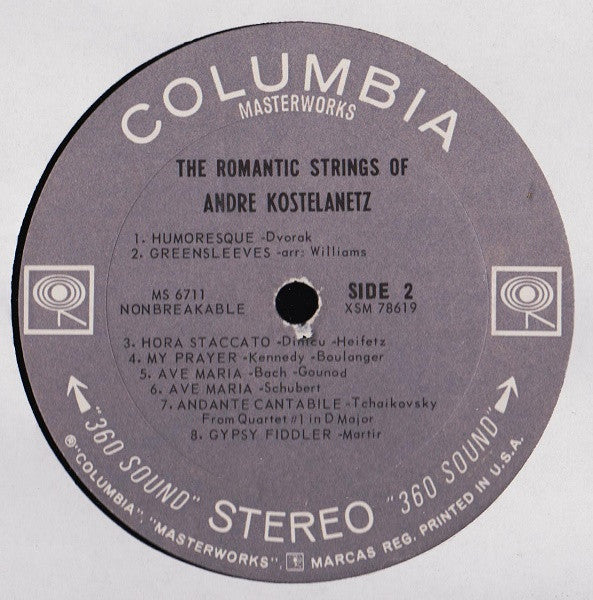 COLUMBIA
MASTERWORKS
THE ROMANTIC STRINGS OF
ANDRE KOSTELANETZ
1. HUMORESQUE -Dvorak
2. GREENSLEEVES -arr: Williams
MS 6711
NONBREAKABLE
SIDE 2
XSM 78619
3. HORA STACCATO -Dinicu -Heifetz
4. MY PRAYER -Kennedy -Boulanger
5. AVE MARIA -Bach -Gounod
6. AVE MARIA -Schubert
7. ANDANTE CANTABILE -Tchaikovsky
From Quartet #1 in D Major
8. GYPSY FIDDLER -Martir
"360 SOUND" STEREO "360 SOUND"
® "COLUMBIA", "MASTERWORKS", MARCAS REG. PRINTED IN U.S.A.